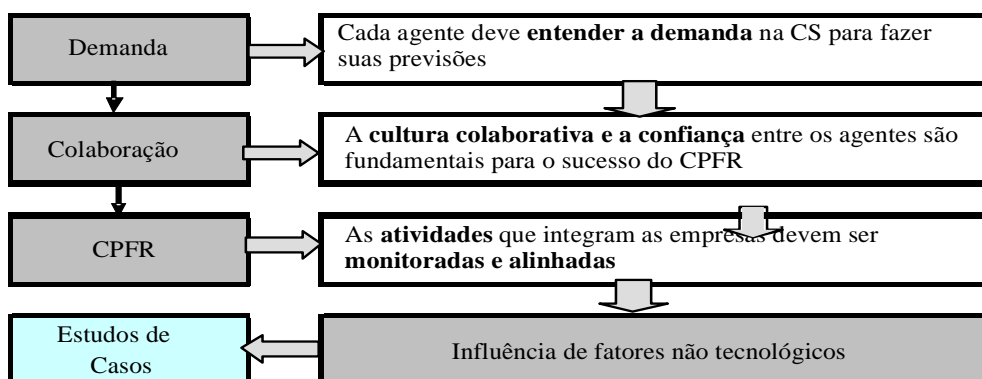 Demanda
Cada agente deve entender a demanda na CS para fazer
suas previsões
Colaboração
A cultura colaborativa e a confiança entre os agentes são
fundamentais para o sucesso do CPFR
CPFR
As atividades que integram as empresas devem ser
monitoradas e alinhadas
Estudos de
Casos
Influência de fatores não tecnológicos